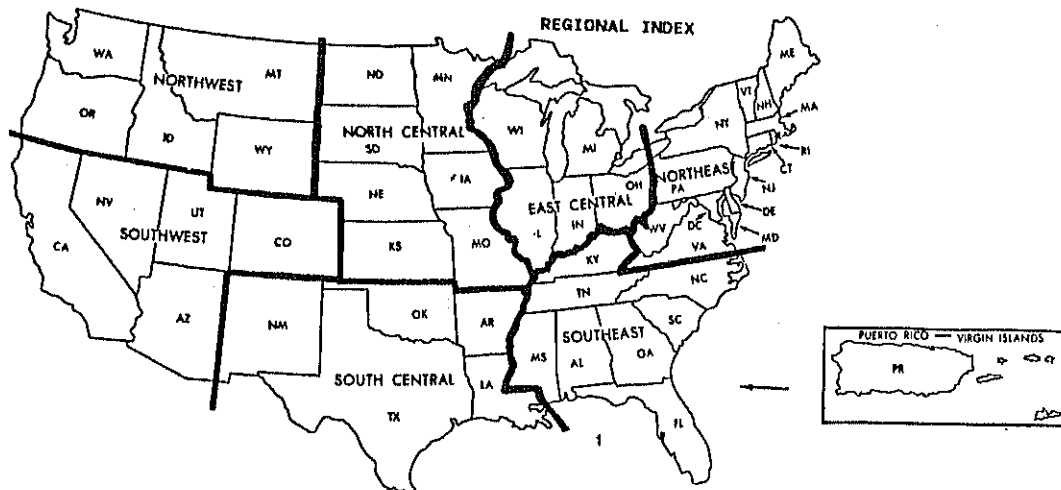 REGIONAL INDEX
WA
MT
ND
MN
ME
NORTHWEST
VT
NH
MA
OR
ID
NORTH CENTRAL
WI
NY
WY
SD
MI
RI
CT
NE
IA
OH
NORTHEAS
PA
NJ
NV
UT
EAST CENTRAL
DE
SOUTHWEST
CO
KS
MO
IN
WV
DC
MD
CA
VA
KY
NC
AZ
NM
OK
AR
TN
SC
SOUTHEAST
MS
AL
GA
SOUTH CENTRAL
LA
TX
FL
1
PUERTO RICO — VIRGIN ISLANDS
PR